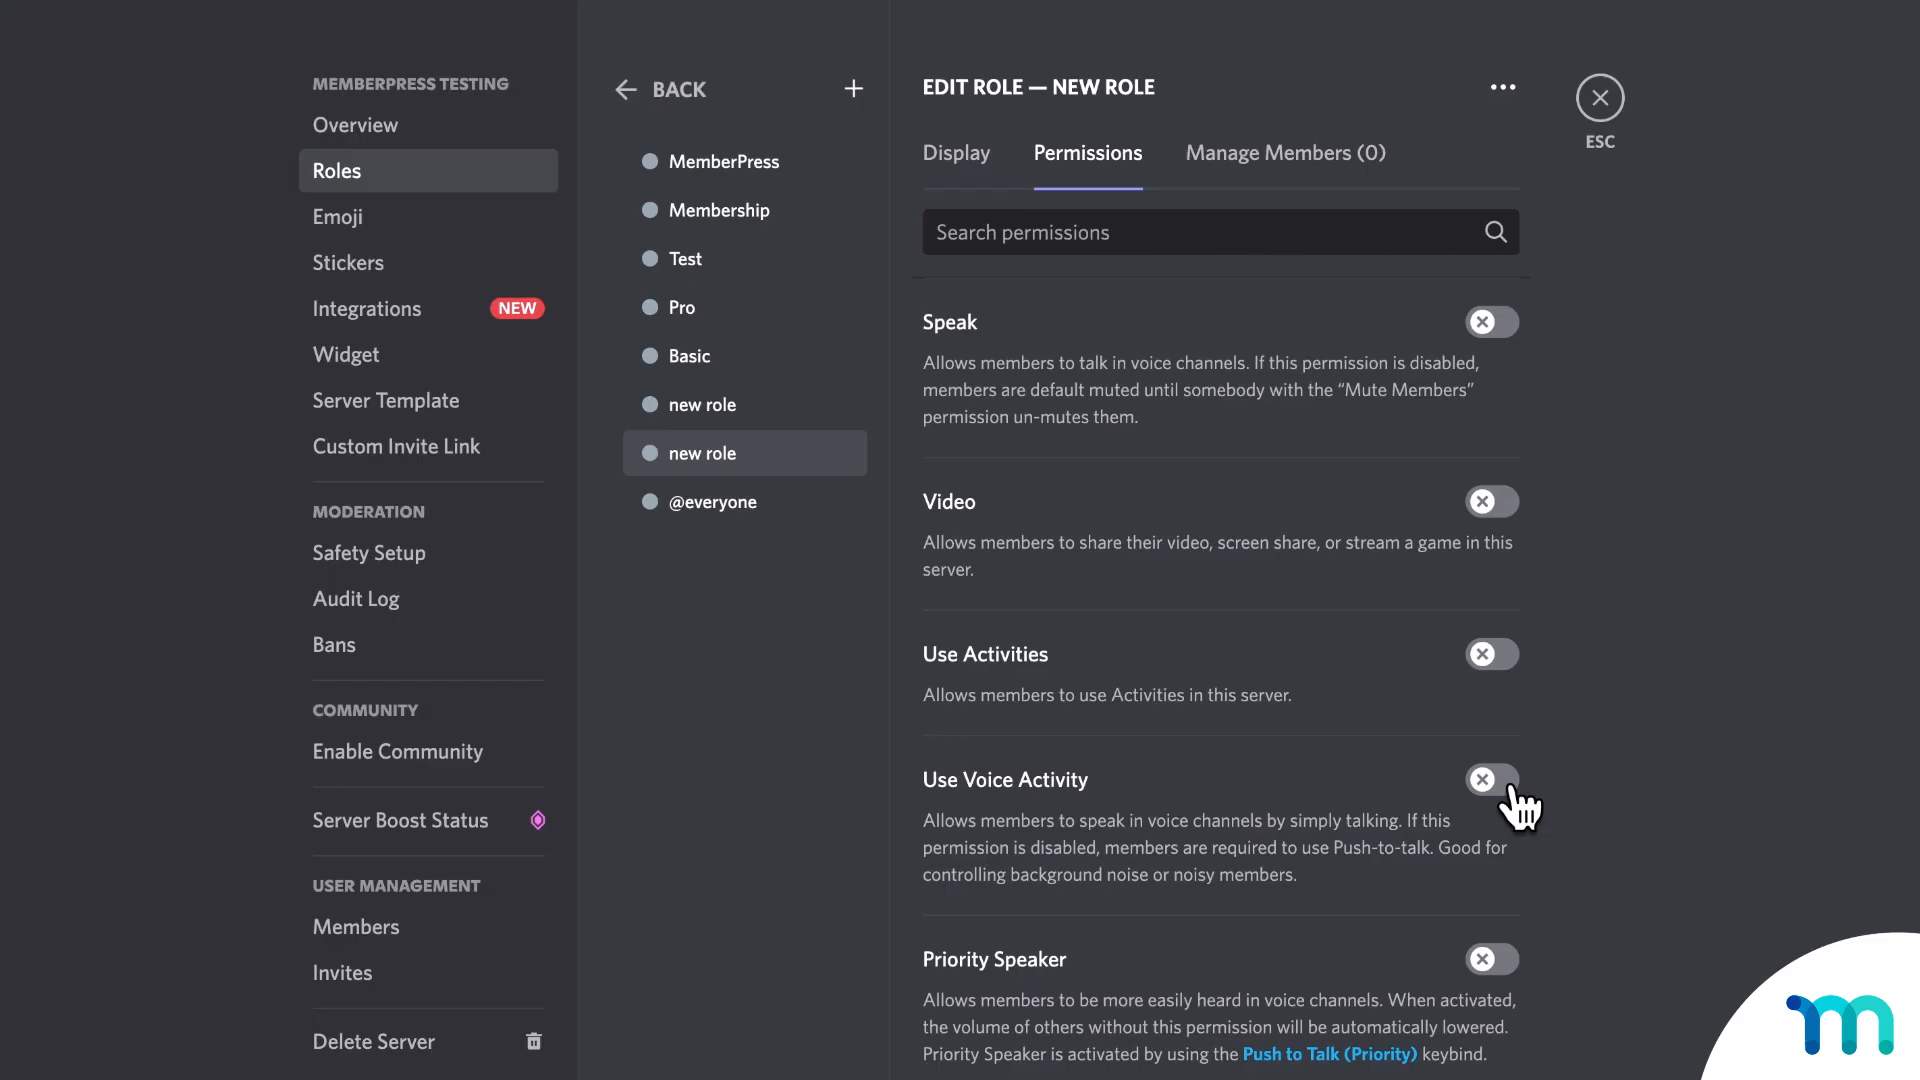 MEMBERPRESS TESTING
Overview
Roles
Emoji
Stickers
Integrations NEW
Widget
Server Template
Custom Invite Link
MODERATION
Safety Setup
Audit Log
Bans
COMMUNITY
Enable Community
Server Boost Status
USER MANAGEMENT
Members
Invites
Delete Server
BACK
MemberPress
Membership
Test
Pro
Basic
new role
new role
@everyone
EDIT ROLE — NEW ROLE
Display Permissions Manage Members (0)
Search permissions
Speak
Allows members to talk in voice channels. If this permission is disabled,
members are default muted until somebody with the “Mute Members”
permission un-mutes them.
Video
Allows members to share their video, screen share, or stream a game in this
server.
Use Activities
Allows members to use Activities in this server.
Use Voice Activity
Allows members to speak in voice channels by simply talking. If this
permission is disabled, members are required to use Push-to-talk. Good for
controlling background noise or noisy members.
Priority Speaker
Allows members to be more easily heard in voice channels. When activated,
the volume of others without this permission will be automatically lowered.
Priority Speaker is activated by using the Push to Talk (Priority) keybind.
ESC
m